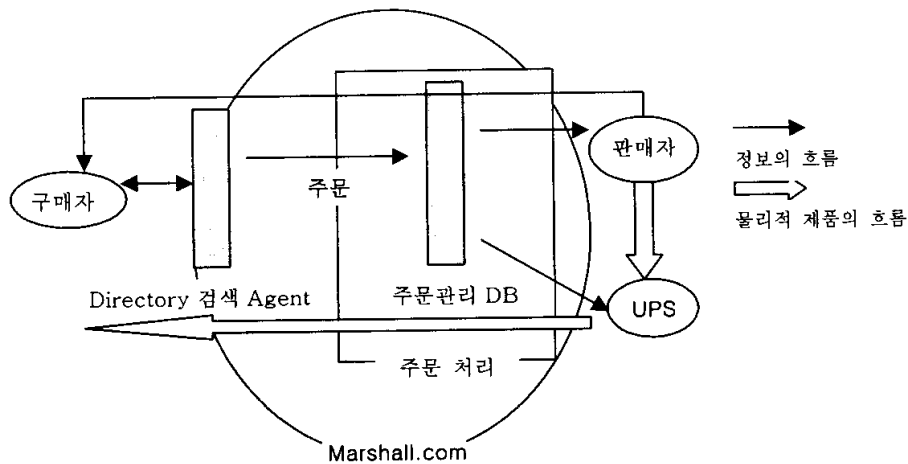 판매자
정보의 흐름
구매자
주문
물리적 제품의 흐름
Directory 검색 Agent
주문관리 DB
UPS
주문 처리
Marshall.com